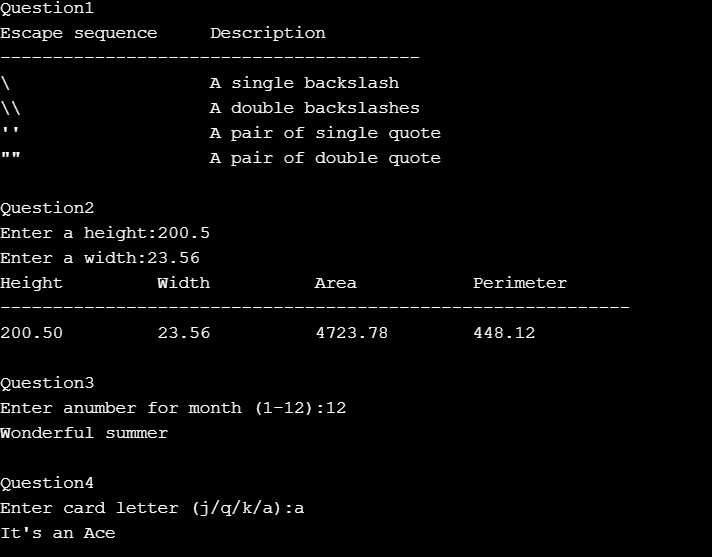 Question1
Escape sequence     Description
----------------------------------------
\                   A single backslash
\\                  A double backslashes
''                  A pair of single quote
""                  A pair of double quote
Question2
Enter a height:200.5
Enter a width:23.56
Height         Width          Area           Perimeter
------------------------------------------------------------
200.50         23.56          4723.78        448.12
Question3
Enter anumber for month (1-12):12
Wonderful summer
Question4
Enter card letter (j/q/k/a):a
It's an Ace